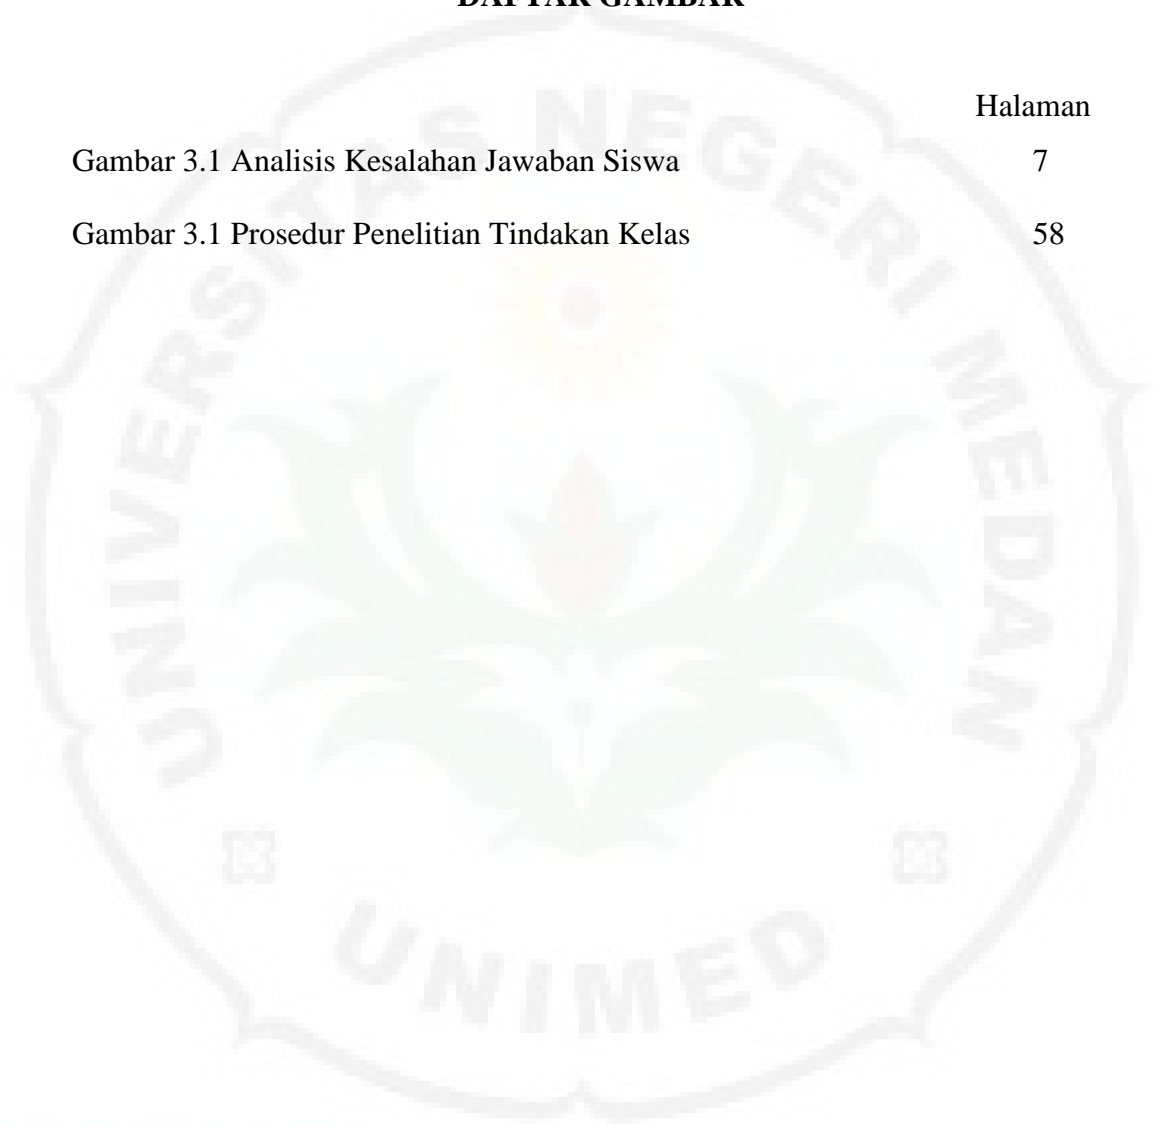 DAFTAR GAMBAR
Halaman
Gambar 3.1 Analisis Kesalahan Jawaban Siswa 7
Gambar 3.1 Prosedur Penelitian Tindakan Kelas 58
UNIVERSITAS NEGERI MEDAN
UNIMED